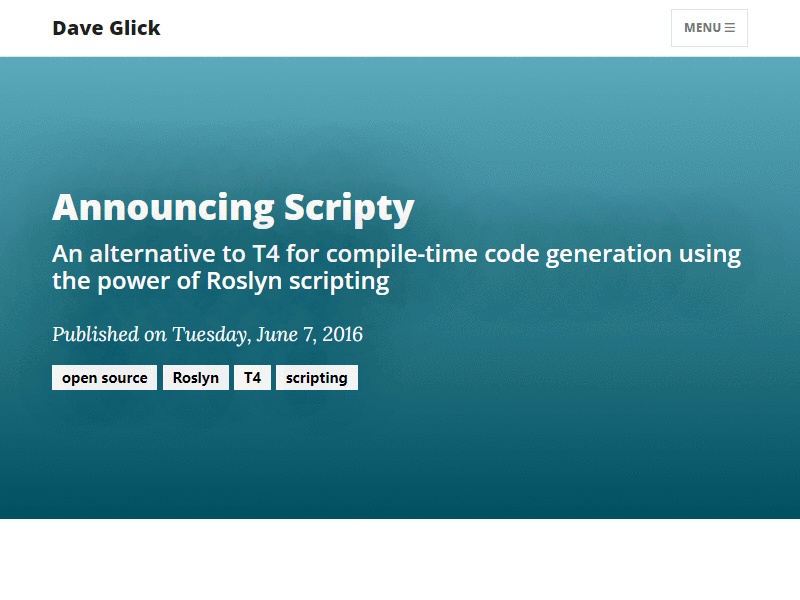 Dave Glick
MENU
Announcing Scripty
An alternative to T4 for compile-time code generation using
the power of Roslyn scripting
Published on Tuesday, June 7, 2016
open source Roslyn T4 scripting